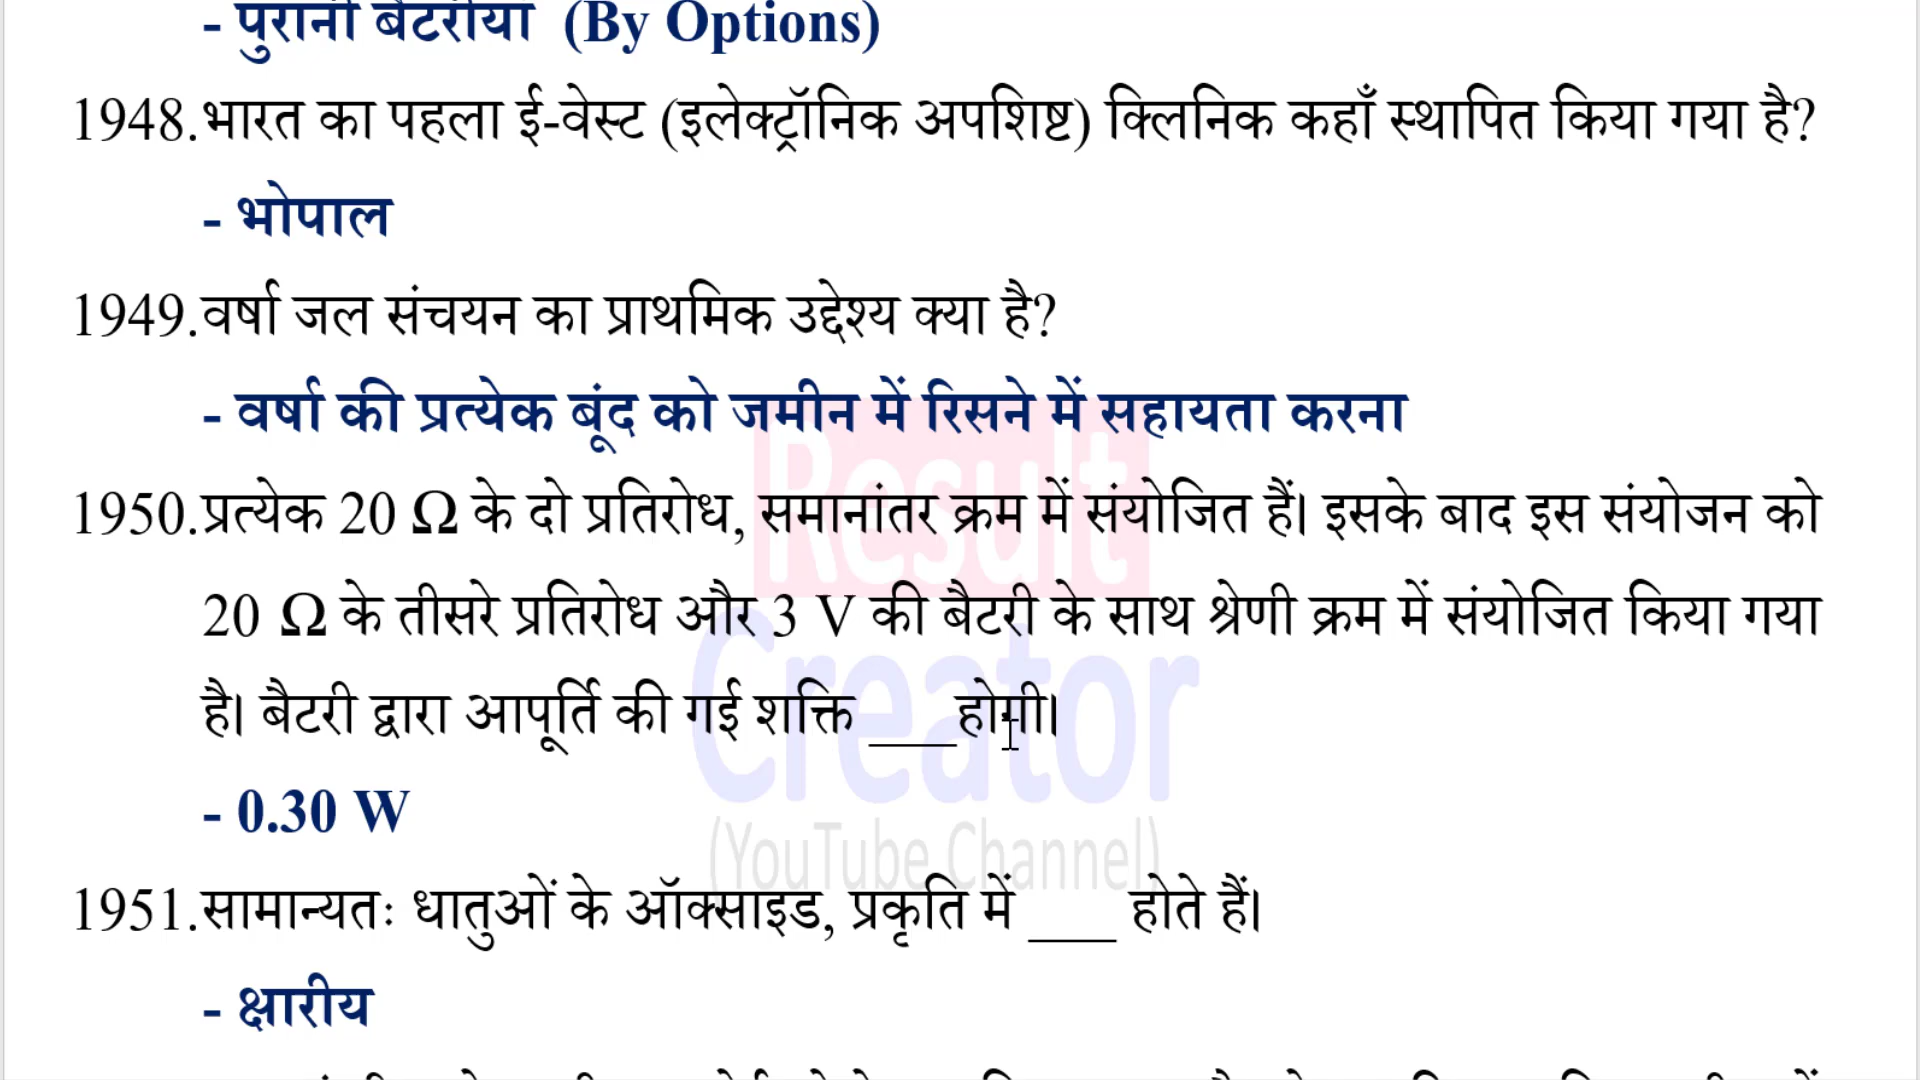 - पुरानी बैटरीया (By Options)
1948. भारत का पहला ई-वेस्ट (इलेक्ट्रॉनिक अपशिष्ट) क्लिनिक कहाँ स्थापित किया गया है?
- भोपाल
1949. वर्षा जल संचयन का प्राथमिक उद्देश्य क्या है?
- वर्षा की प्रत्येक बूंद को जमीन में रिसने में सहायता करना
1950. प्रत्येक 20 Ω के दो प्रतिरोध, समानांतर क्रम में संयोजित हैं। इसके बाद इस संयोजन को
20 Ω के तीसरे प्रतिरोध और 3 V की बैटरी के साथ श्रेणी क्रम में संयोजित किया गया
है। बैटरी द्वारा आपूर्ति की गई शक्ति ___होगी।
- 0.30 W
1951. सामान्यतः धातुओं के ऑक्साइड, प्रकृति में ___ होते हैं।
- क्षारीय
Result
Creator
(YouTube Channel)